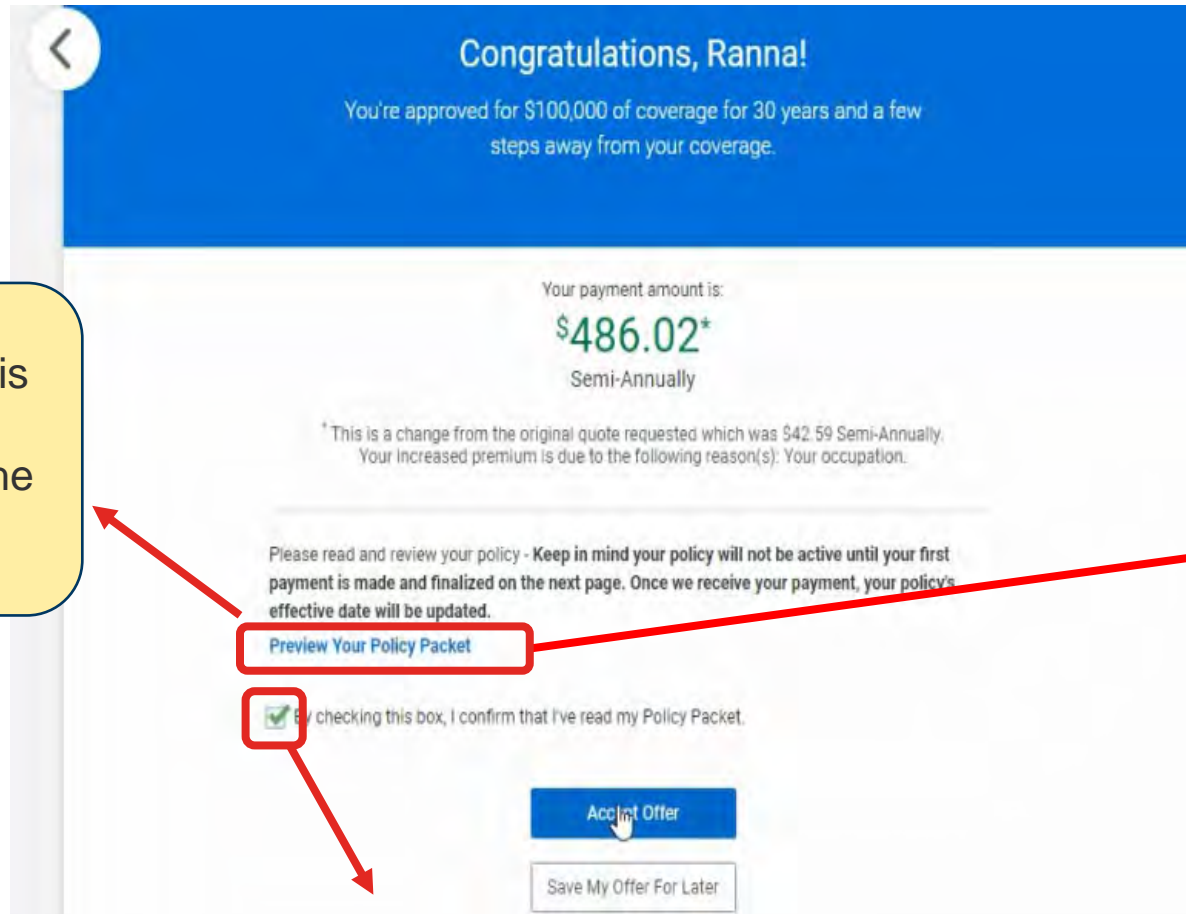 Congratulations, Ranna!
You're approved for $100,000 of coverage for 30 years and a few
steps away from your coverage.
Your payment amount is:
$486.02*
Semi-Annually
* This is a change from the original quote requested which was $42.59 Semi-Annually.
Your increased premium is due to the following reason(s): Your occupation.
is
ne
Please read and review your policy - Keep in mind your policy will not be active until your first
payment is made and finalized on the next page. Once we receive your payment, your policy's
effective date will be updated.
Preview Your Policy Packet
By checking this box, I confirm that I've read my Policy Packet.
Accept Offer
Save My Offer For Later